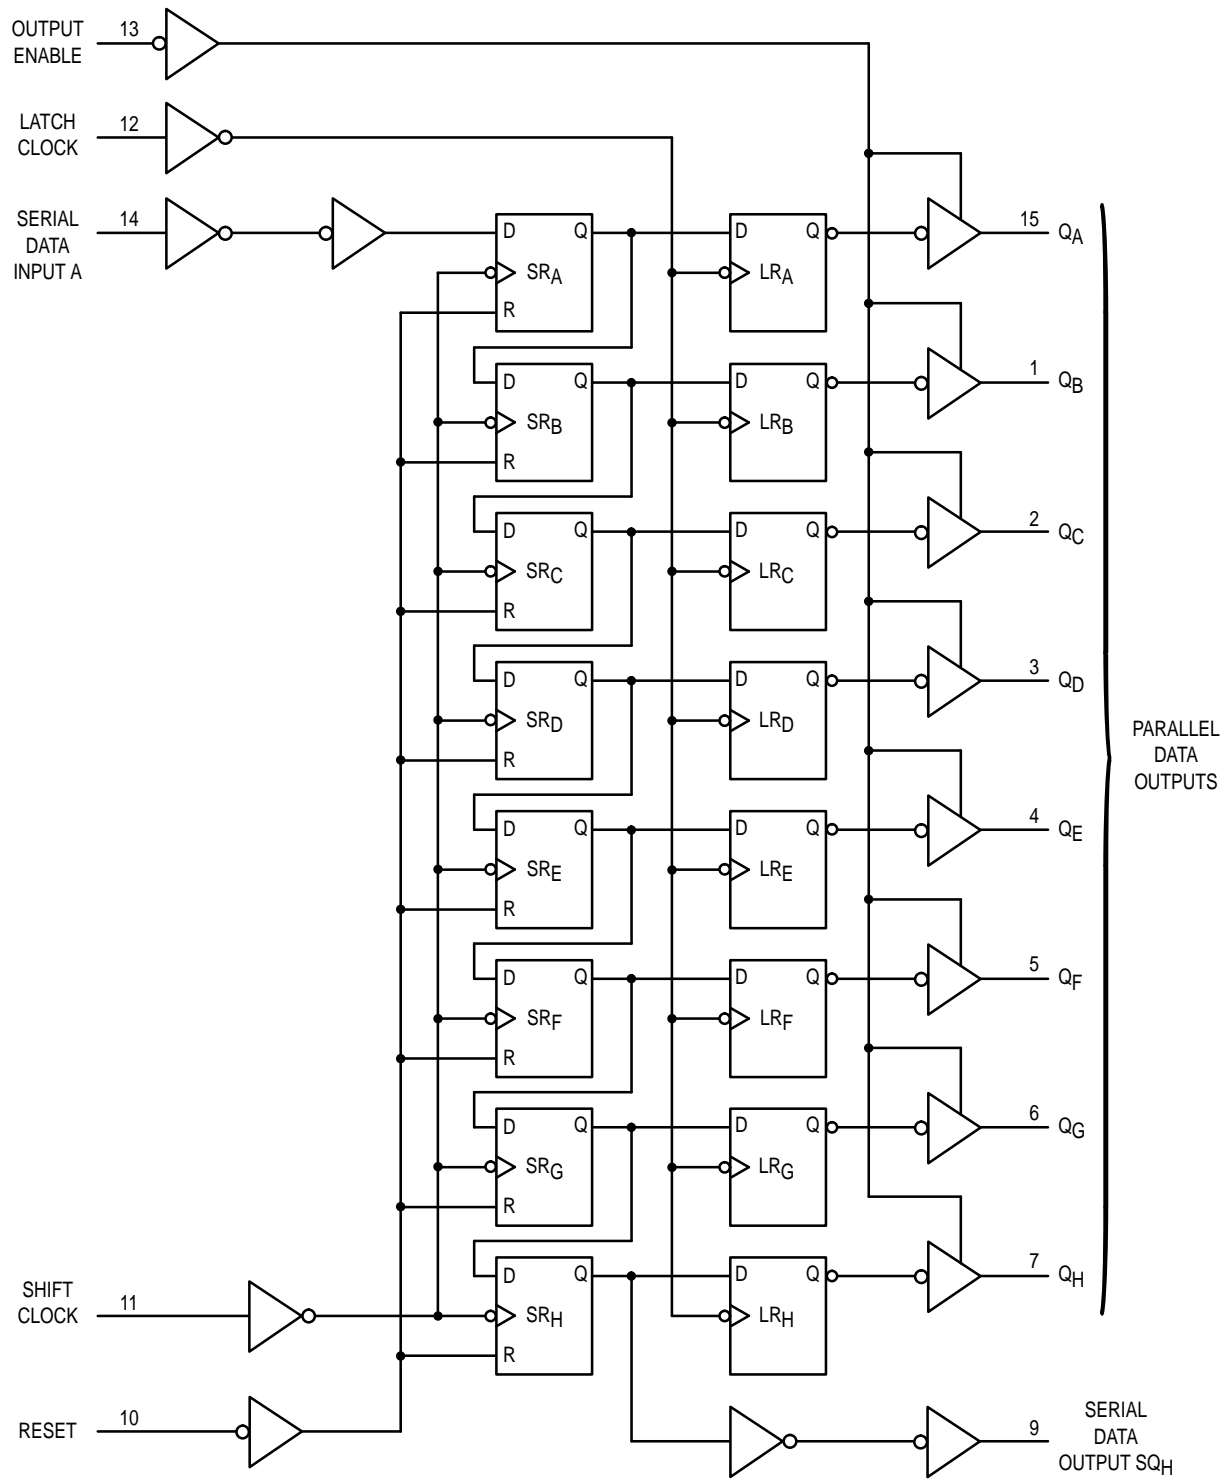 OUTPUT
ENABLE
13
LATCH
CLOCK
12
SERIAL
DATA
INPUT A
14
D Q
SRA
R
D Q
LRA
15 QA
D Q
SRB
R
D Q
LRB
1 QB
D Q
SRC
R
D Q
LRC
2 QC
D Q
SRD
R
D Q
LRD
3 QD
PARALLEL
DATA
OUTPUTS
D Q
SRE
R
D Q
LRE
4 QE
D Q
SRF
R
D Q
LRF
5 QF
D Q
SRG
R
D Q
LRG
6 QG
D Q
SRH
R
D Q
LRH
7 QH
SHIFT
CLOCK
11
RESET
10
9
SERIAL
DATA
OUTPUT SQH